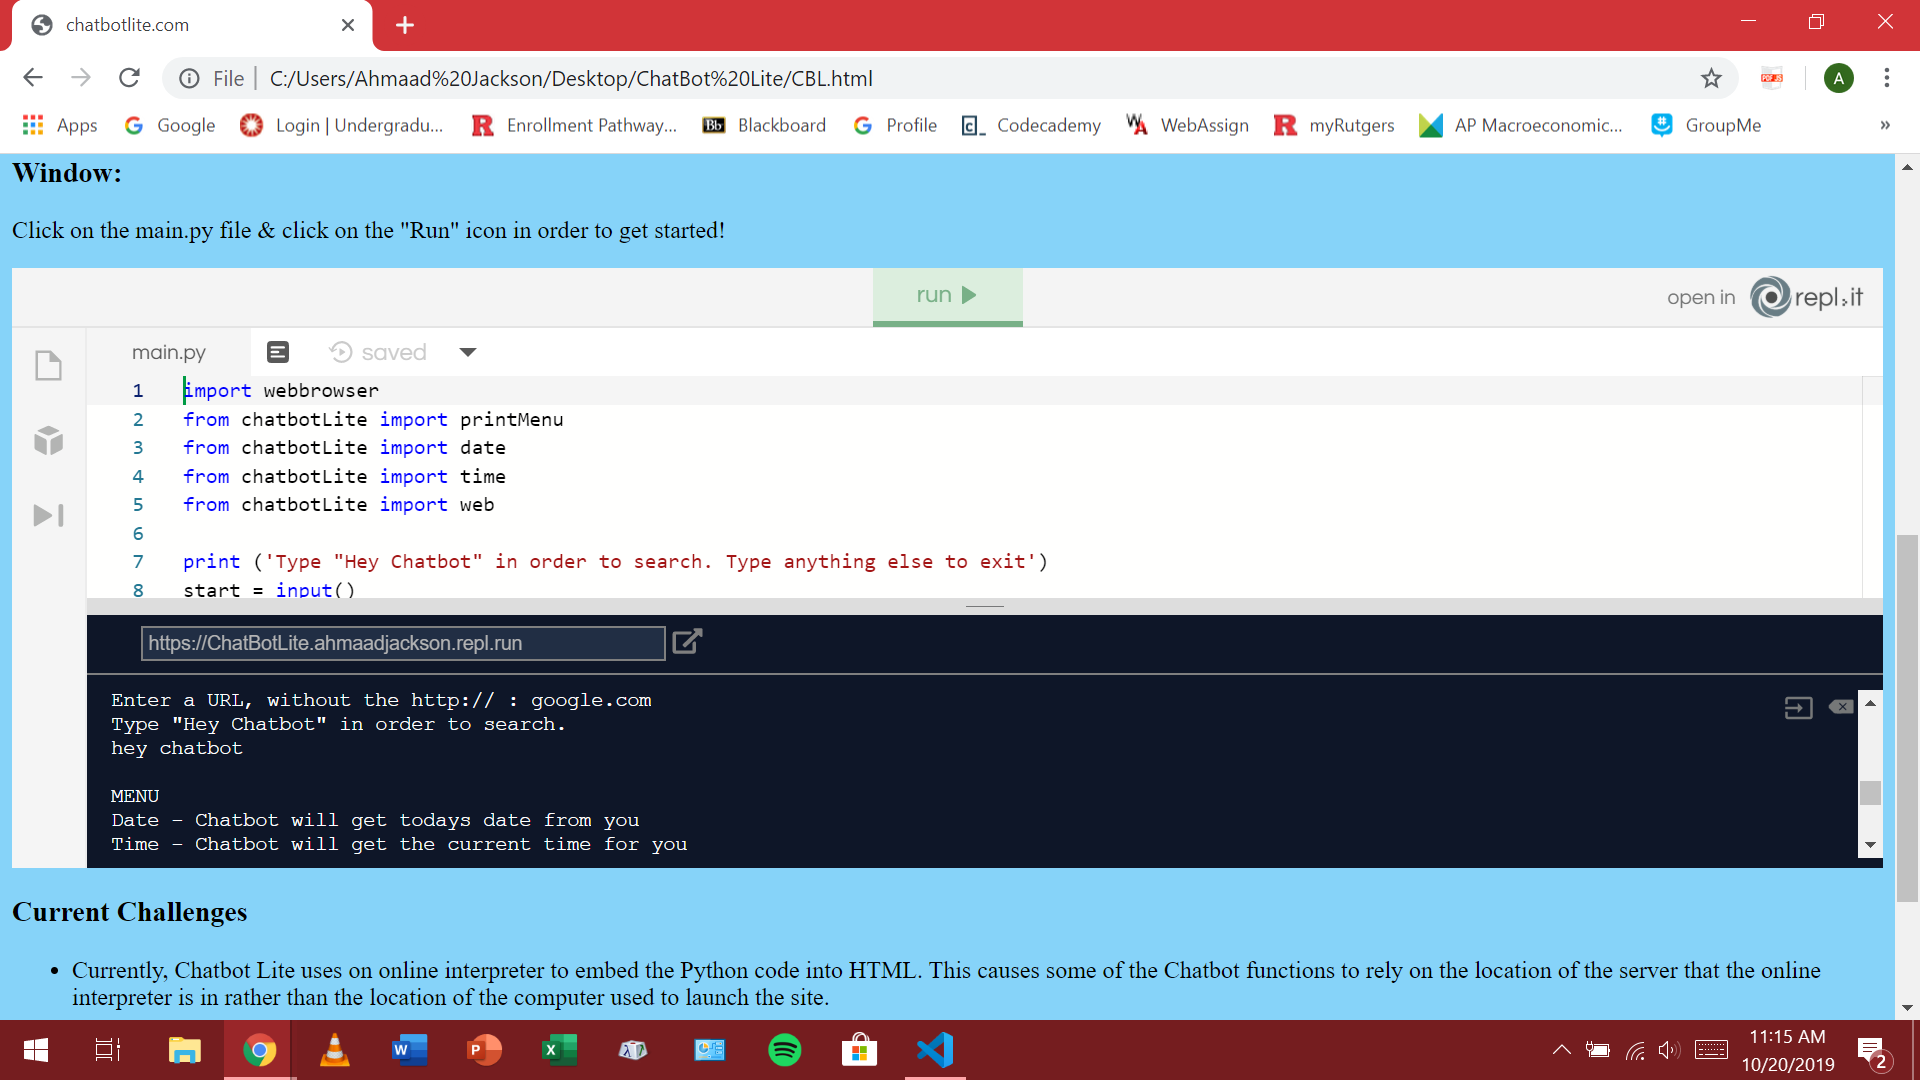 chatbotlite.com
File C:/Users/Ahmaad%20Jackson/Desktop/ChatBot%20Lite/CBL.html
PDF JS
A
Apps Google Login | Undergradu... Enrollment Pathway... Bb Blackboard Profile Codecademy WebAssign myRutgers AP Macroeconomic... GroupMe »
Window:
Click on the main.py file & click on the "Run" icon in order to get started!
run
open in repl.it
main.py saved
1 import webbrowser
2 from chatbotLite import printMenu
3 from chatbotLite import date
4 from chatbotLite import time
5 from chatbotLite import web
6
7 print ('Type "Hey Chatbot" in order to search. Type anything else to exit')
8 start = input()
https://ChatBotLite.ahmaadjackson.repl.run
Enter a URL, without the http:// : google.com
Type "Hey Chatbot" in order to search.
hey chatbot
MENU
Date - Chatbot will get todays date from you
Time - Chatbot will get the current time for you
Current Challenges
• Currently, Chatbot Lite uses on online interpreter to embed the Python code into HTML. This causes some of the Chatbot functions to rely on the location of the server that the online
interpreter is in rather than the location of the computer used to launch the site.
11:15 AM
10/20/2019
2